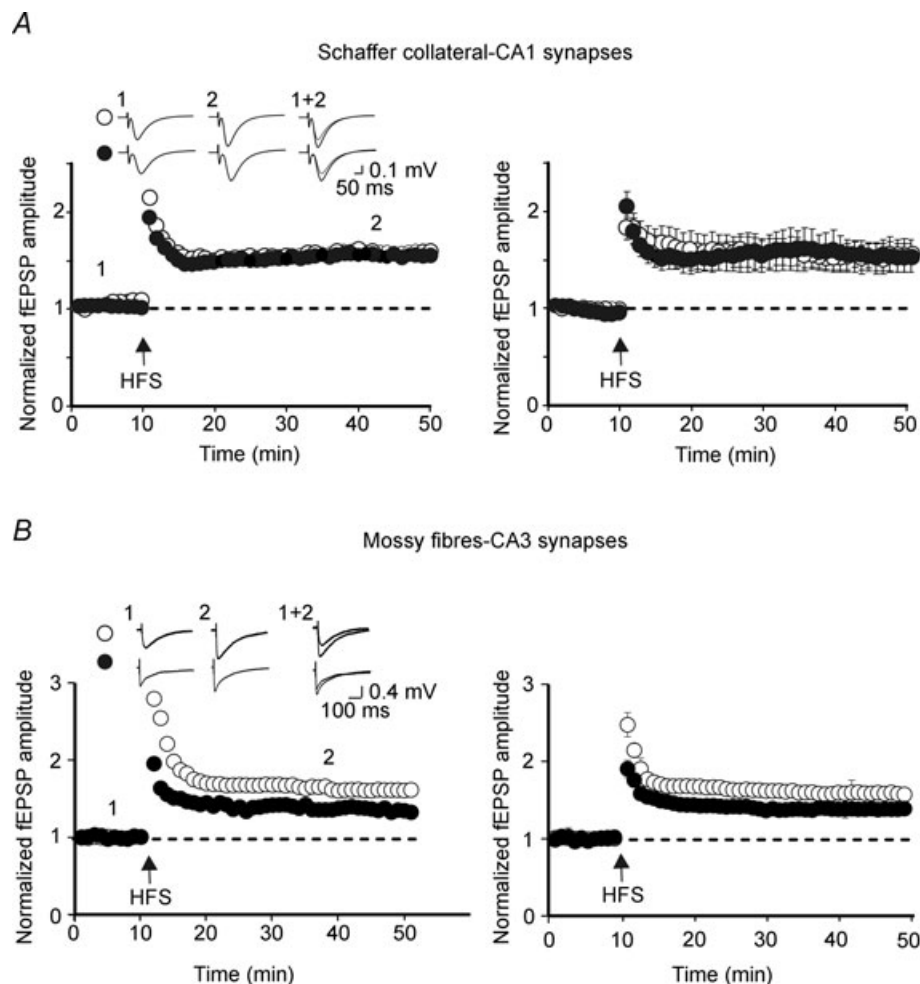 A
Schaffer collateral-CA1 synapses
1 2 1+2
0.1 mV
50 ms
Normalized fEPSP amplitude
2
1
0
1
2
HFS
0 10 20 30 40 50
Time (min)
Normalized fEPSP amplitude
2
1
0
HFS
0 10 20 30 40 50
Time (min)
B
Mossy fibres-CA3 synapses
1 2 1+2
0.4 mV
100 ms
Normalized fEPSP amplitude
3
2
1
0
1
2
HFS
0 10 20 30 40 50
Time (min)
Normalized fEPSP amplitude
3
2
1
0
HFS
0 10 20 30 40 50
Time (min)